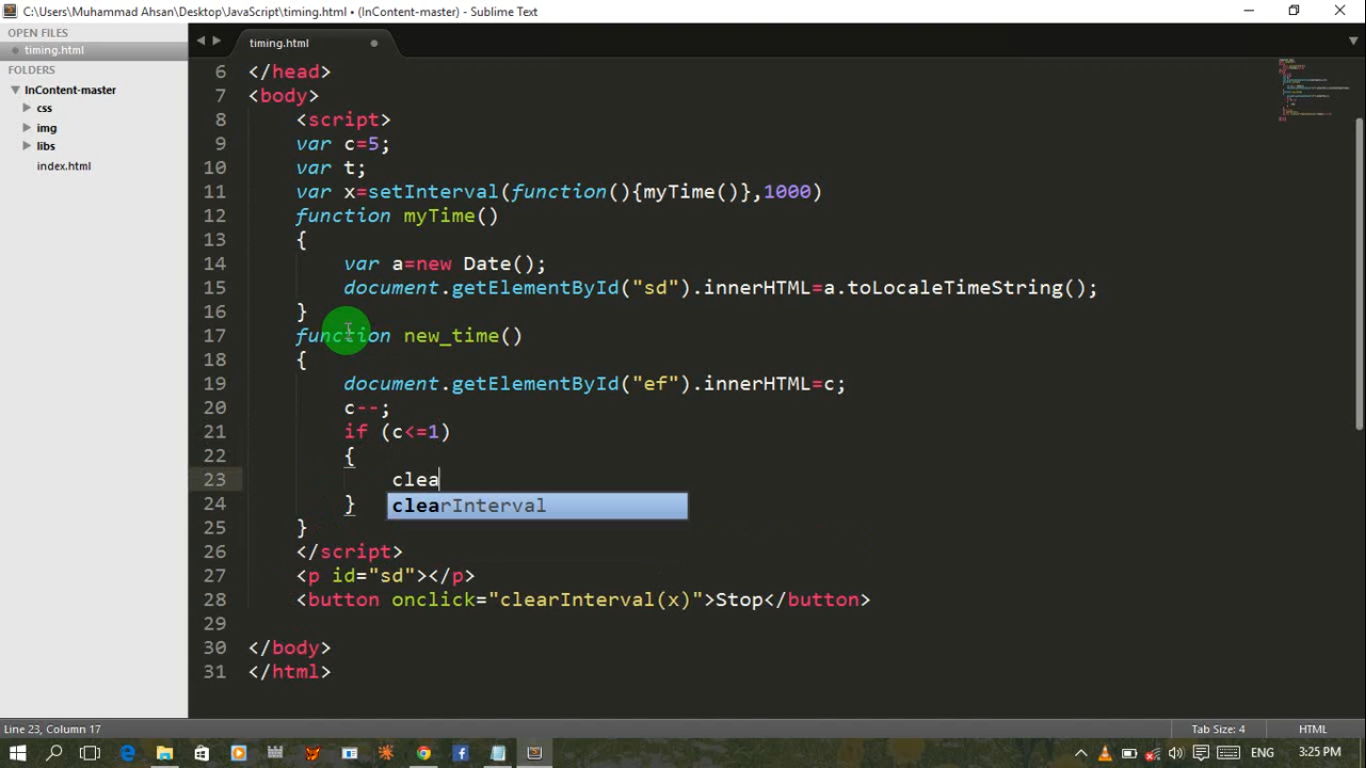 C:\Users\Muhammad Ahsan\Desktop\JavaScript\timing.html • (InContent-master) - Sublime Text
OPEN FILES
timing.html
FOLDERS
InContent-master
css
img
libs
index.html
timing.html
6 </head>
7 <body>
8 <script>
9 var c=5;
10 var t;
11 var x=setInterval(function(){myTime()},1000)
12 function myTime()
13 {
14 var a=new Date();
15 document.getElementById("sd").innerHTML=a.toLocaleTimeString();
16 }
17 function new_time()
18 {
19 document.getElementById("ef").innerHTML=c;
20 c--;
21 if (c<=1)
22 {
23 clea
24 }
clearInterval
25 }
26 </script>
27 <p id="sd"></p>
28 <button onclick="clearInterval(x)">Stop</button>
29
30 </body>
31 </html>
Line 23, Column 17
Tab Size: 4
HTML
ENG
3:25 PM